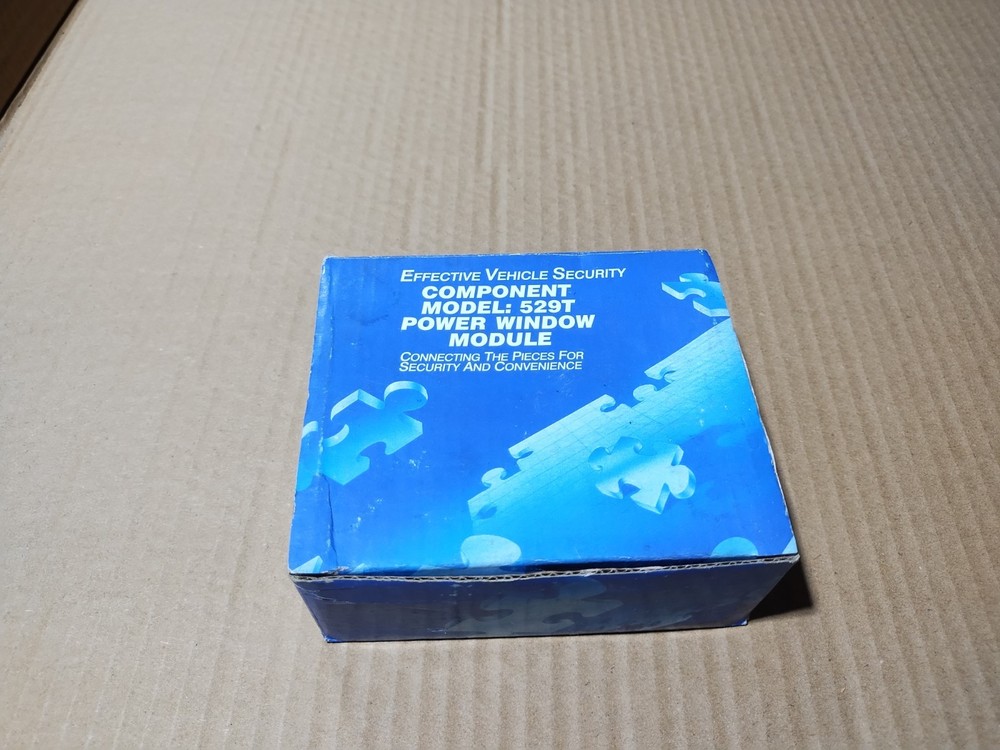 EFFECTIVE VEHICLE SECURITY
COMPONENT
MODEL: 529T
POWER WINDOW
MODULE
CONNECTING THE PIECES FOR
SECURITY AND CONVENIENCE